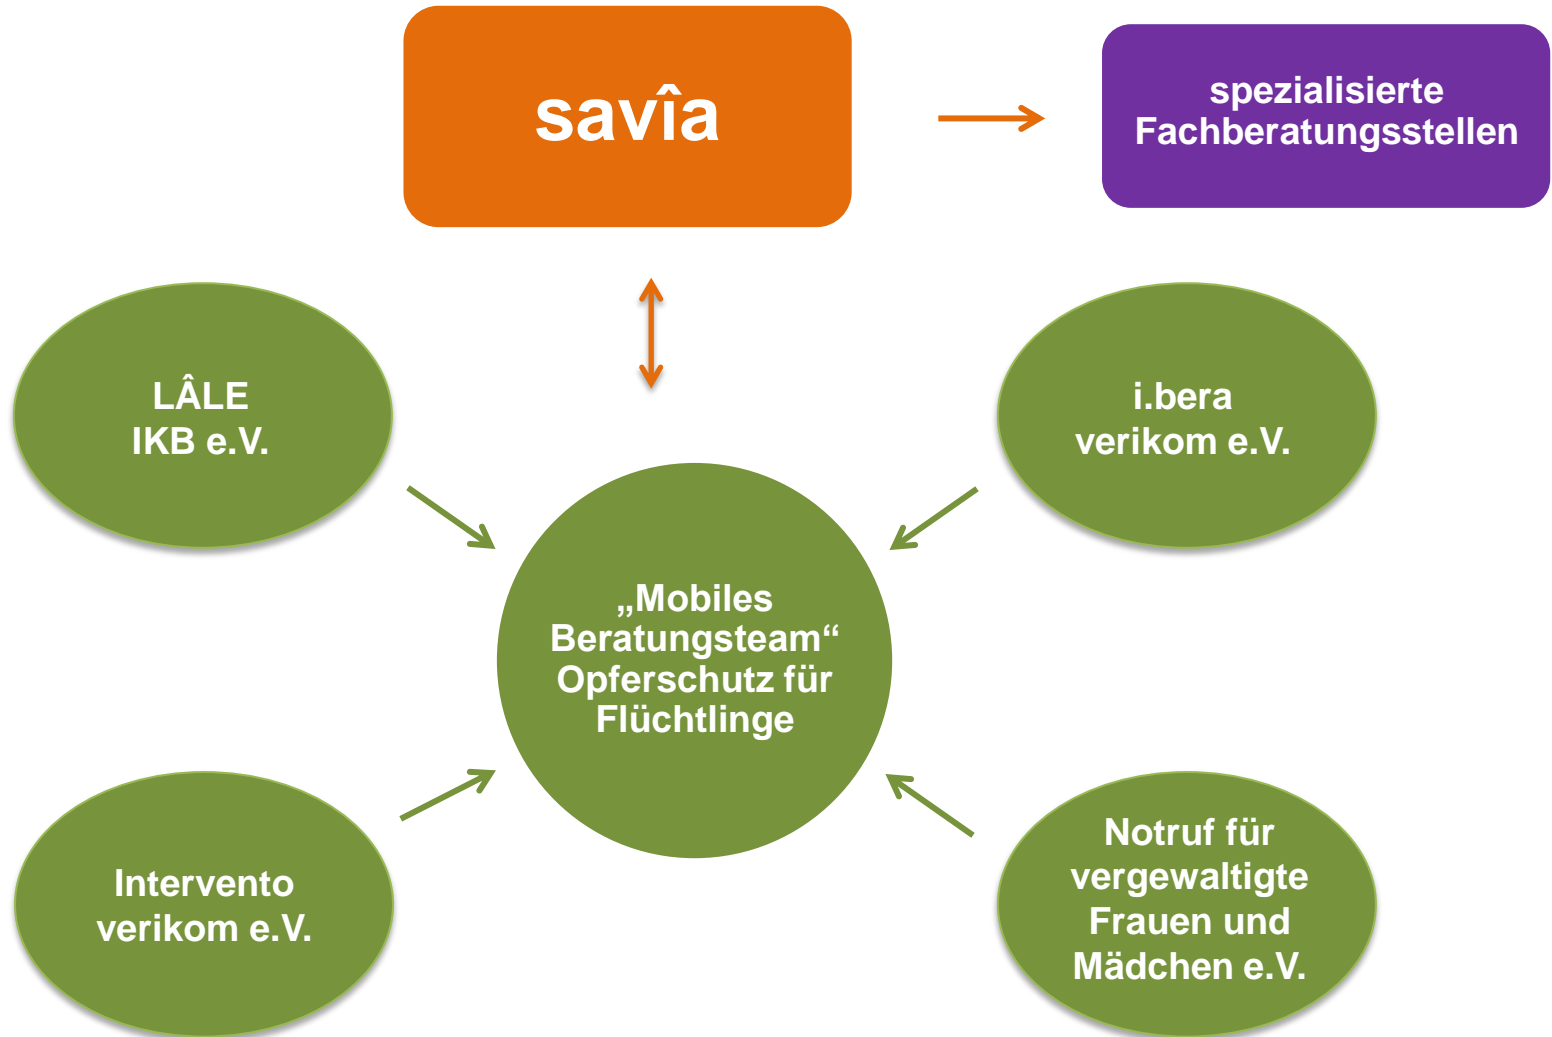 savîa
spezialisierte
Fachberatungsstellen
LÂLE
IKB e.V.
i.bera
verikom e.V.
„Mobiles
Beratungsteam“
Opferschutz für
Flüchtlinge
Intervento
verikom e.V.
Notruf für
vergewaltigte
Frauen und
Mädchen e.V.